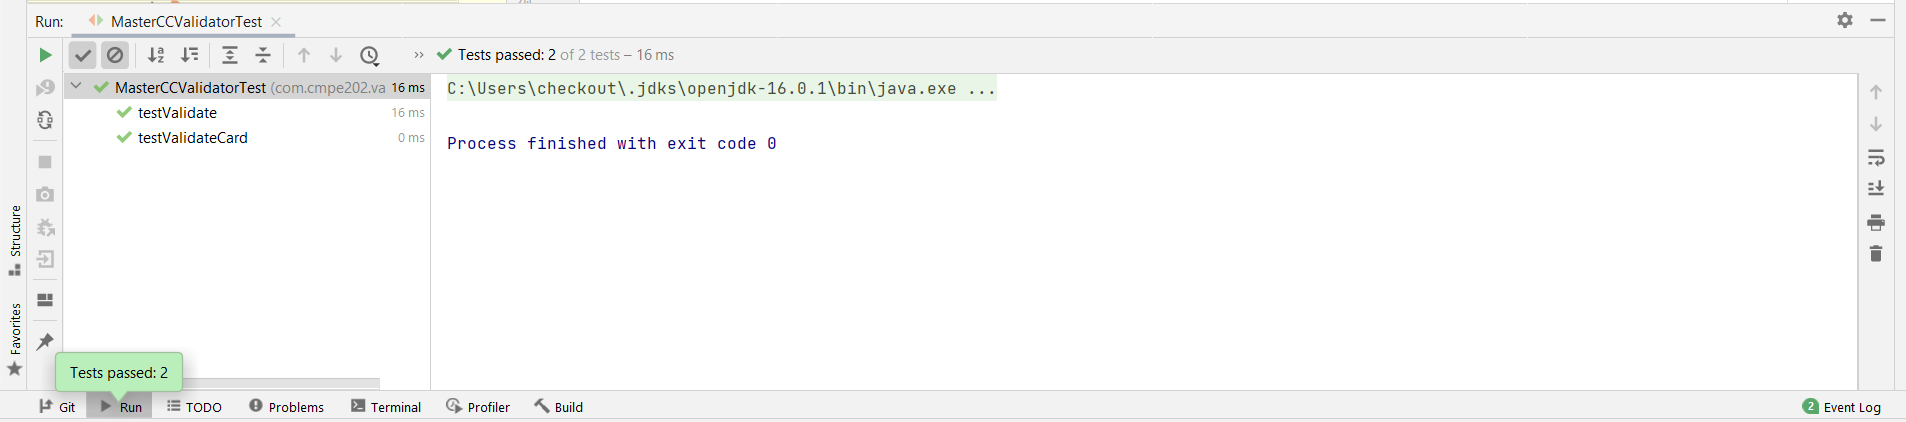 Run: MasterCCValidatorTest
Tests passed: 2 of 2 tests – 16 ms
MasterCCValidatorTest (com.cmpe202.va 16 ms
testValidate 16 ms
testValidateCard 0 ms
C:\Users\checkout\.jdks\openjdk-16.0.1\bin\java.exe ...
Process finished with exit code 0
Structure
Favorites
Tests passed: 2
Git Run TODO Problems Terminal Profiler Build 2 Event Log